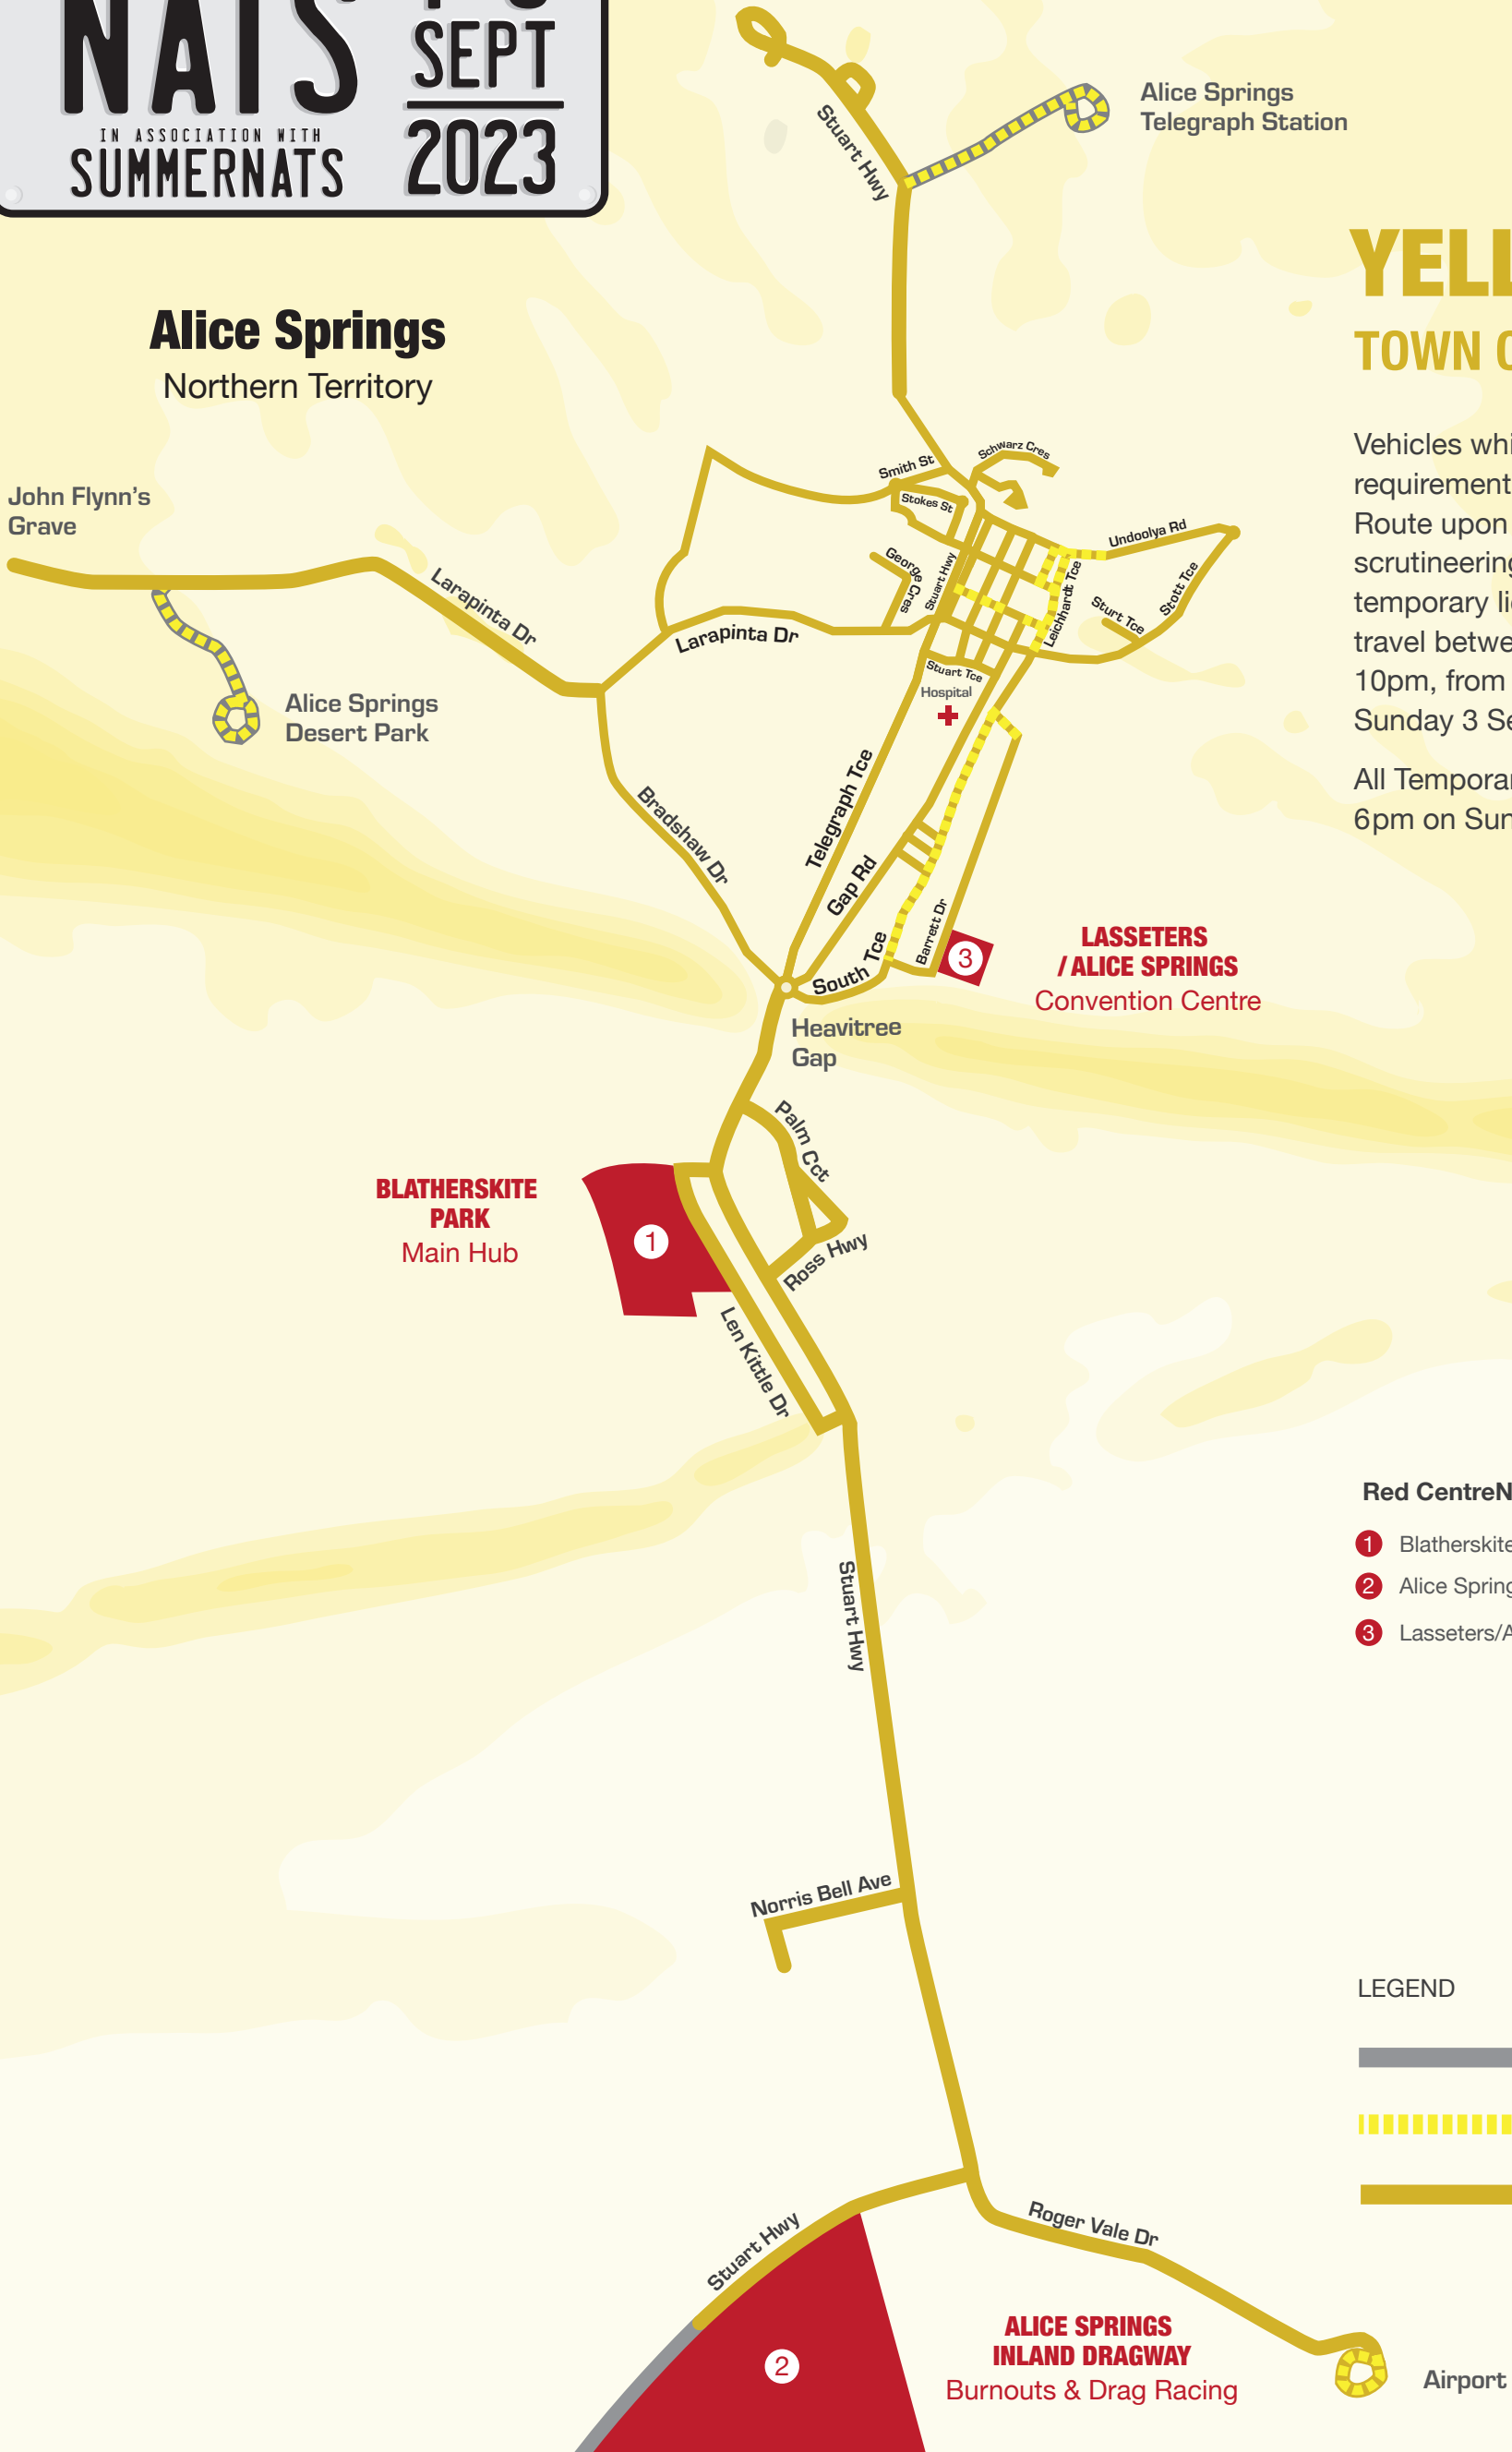 NATS
SEPT
2023
IN ASSOCIATION WITH
SUMMERNATS
Alice Springs
Northern Territory
Alice Springs
Telegraph Station
Stuart Hwy
YELL
TOWN
Vehicles whi
requirement
Route upon
scrutineering
temporary li
travel betwe
10pm, from
Sunday 3 Se
All Temporar
6pm on Sun
John Flynn's
Grave
Larapinta Dr
Alice Springs
Desert Park
Smith St
Schwarz Cres
Stokes St
George Cres
Stuart Hwy
Undoolya Rd
Leichhardt Tce
Sturt Tce
Stott Tce
Larapinta Dr
Stuart Tce
Hospital
Bradshaw Dr
Telegraph Tce
Gap Rd
South Tce
Barrett Dr
3
LASSETERS
/ ALICE SPRINGS
Convention Centre
Heavitree
Gap
Palm Cct
BLATHERSKITE
PARK
Main Hub
1
Ross Hwy
Len Kittle Dr
Stuart Hwy
Red CentreN
1 Blatherskite
2 Alice Spring
3 Lasseters/A
Norris Bell Ave
LEGEND
Stuart Hwy
Roger Vale Dr
2
ALICE SPRINGS
INLAND DRAGWAY
Burnouts & Drag Racing
Airport